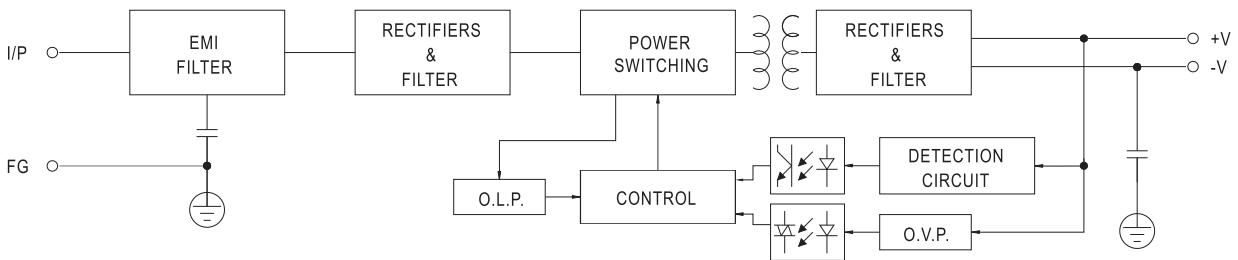 I/P
EMI
FILTER
RECTIFIERS
&
FILTER
POWER
SWITCHING
RECTIFIERS
&
FILTER
+V
-V
FG
O.L.P.
CONTROL
DETECTION
CIRCUIT
O.V.P.